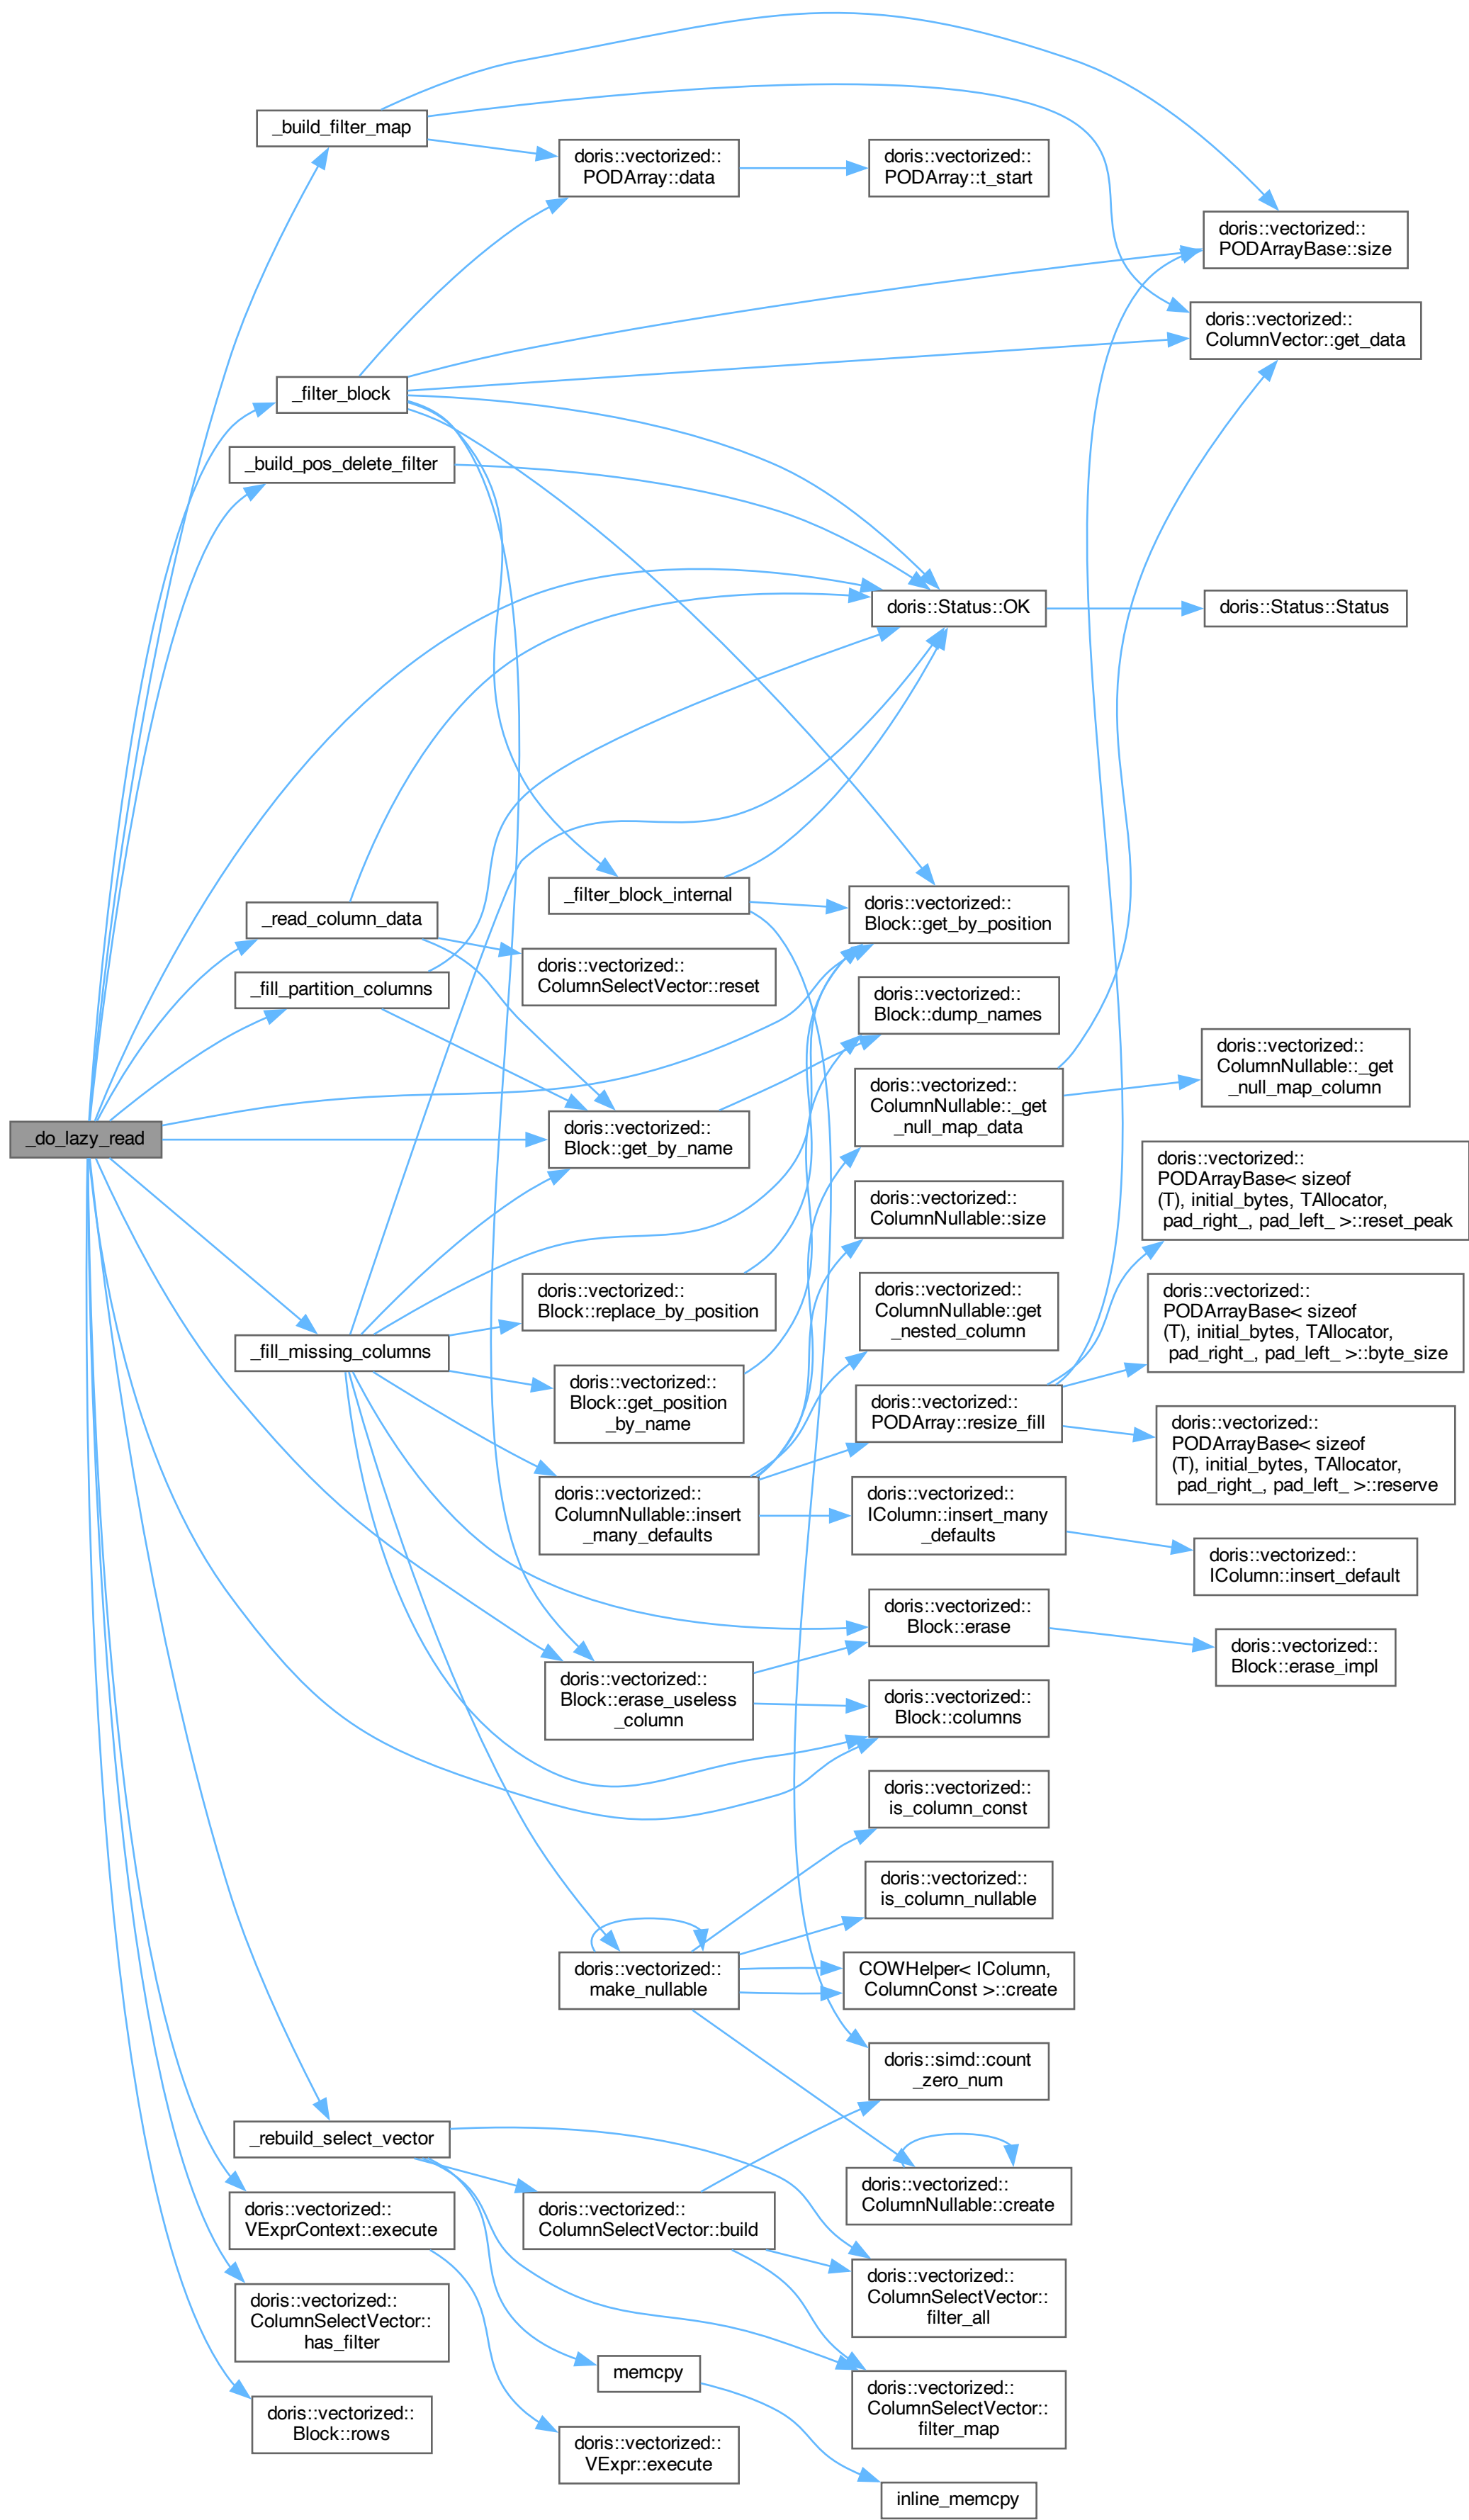 _build_filter_map
doris::vectorized::
PODArray::data
doris::vectorized::
PODArray::t_start
doris::vectorized::
PODArrayBase::size
doris::vectorized::
ColumnVector::get_data
_filter_block
_build_pos_delete_filter
doris::Status::OK
doris::Status::Status
_filter_block_internal
doris::vectorized::
Block::get_by_position
_read_column_data
doris::vectorized::
ColumnSelectVector::reset
_fill_partition_columns
doris::vectorized::
Block::dump_names
doris::vectorized::
ColumnNullable::_get
_null_map_column
doris::vectorized::
ColumnNullable::_get
_null_map_data
_do_lazy_read
doris::vectorized::
Block::get_by_name
doris::vectorized::
PODArrayBase< sizeof
(T), initial_bytes, TAllocator,
pad_right_, pad_left_ >::reset_peak
doris::vectorized::
ColumnNullable::size
doris::vectorized::
Block::replace_by_position
doris::vectorized::
ColumnNullable::get
_nested_column
doris::vectorized::
PODArrayBase< sizeof
(T), initial_bytes, TAllocator,
pad_right_, pad_left_ >::byte_size
_fill_missing_columns
doris::vectorized::
Block::get_position
_by_name
doris::vectorized::
PODArray::resize_fill
doris::vectorized::
PODArrayBase< sizeof
(T), initial_bytes, TAllocator,
pad_right_, pad_left_ >::reserve
doris::vectorized::
ColumnNullable::insert
_many_defaults
doris::vectorized::
IColumn::insert_many
_defaults
doris::vectorized::
IColumn::insert_default
doris::vectorized::
Block::erase
doris::vectorized::
Block::erase_impl
doris::vectorized::
Block::erase_useless
_column
doris::vectorized::
Block::columns
doris::vectorized::
is_column_const
doris::vectorized::
is_column_nullable
doris::vectorized::
make_nullable
COWHelper< IColumn,
ColumnConst >::create
doris::simd::count
_zero_num
_rebuild_select_vector
doris::vectorized::
ColumnNullable::create
doris::vectorized::
VExprContext::execute
doris::vectorized::
ColumnSelectVector::build
doris::vectorized::
ColumnSelectVector::
filter_all
doris::vectorized::
ColumnSelectVector::
has_filter
memcpy
doris::vectorized::
ColumnSelectVector::
filter_map
doris::vectorized::
Block::rows
doris::vectorized::
VExpr::execute
inline_memcpy